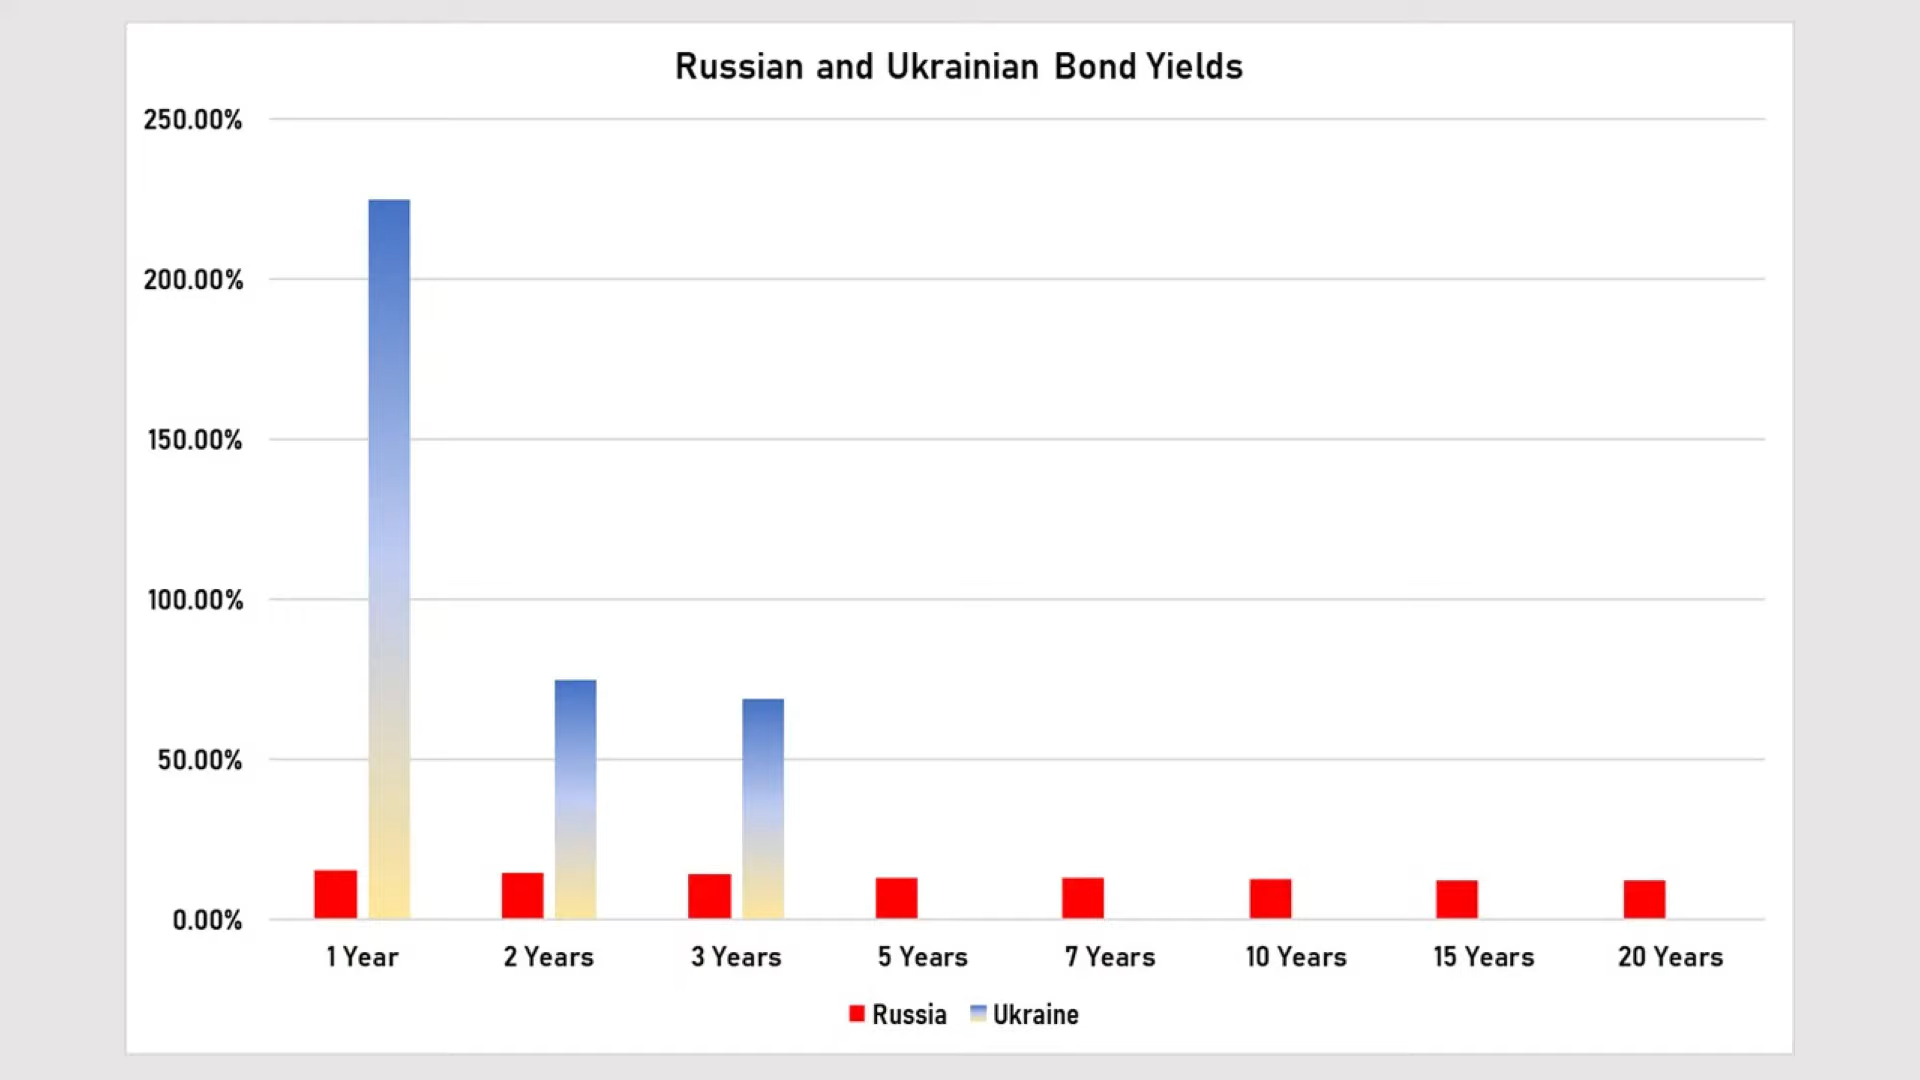 Russian and Ukrainian Bond Yields
250.00%
200.00%
150.00%
100.00%
50.00%
0.00%
1 Year 2 Years 3 Years 5 Years 7 Years 10 Years 15 Years 20 Years
Russia Ukraine